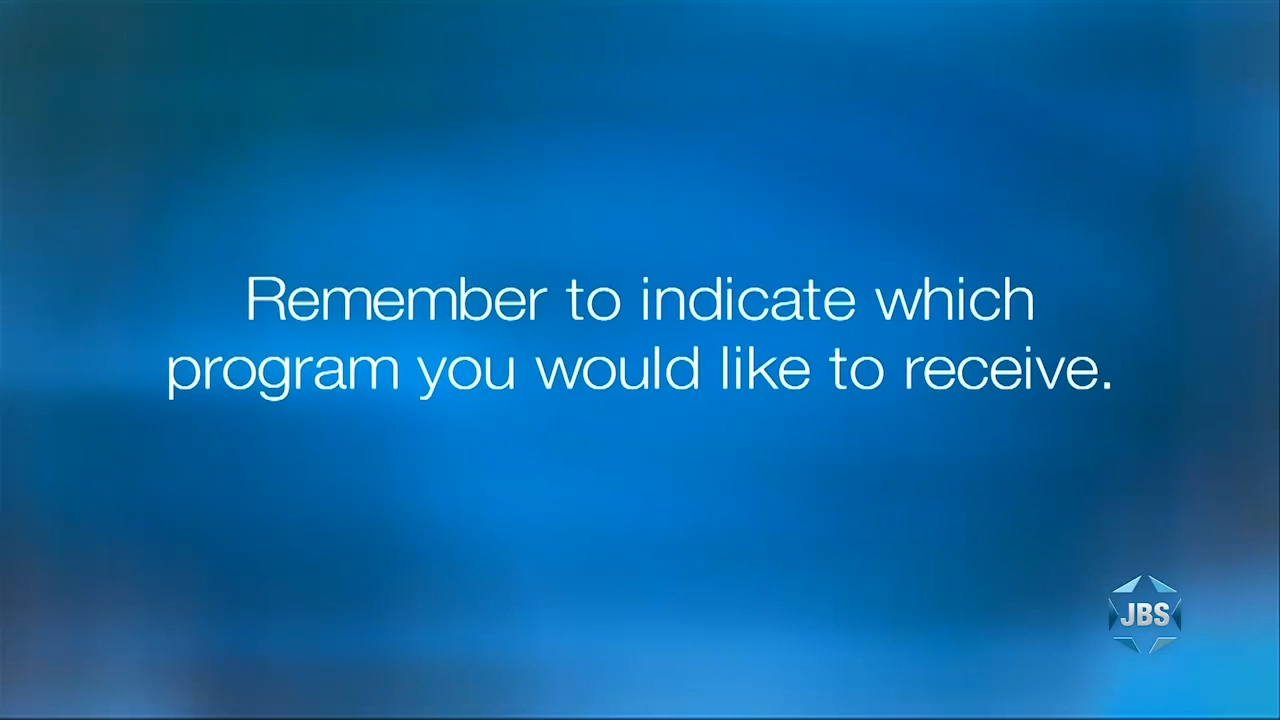 Remember to indicate which
program you would like to receive.
JBS